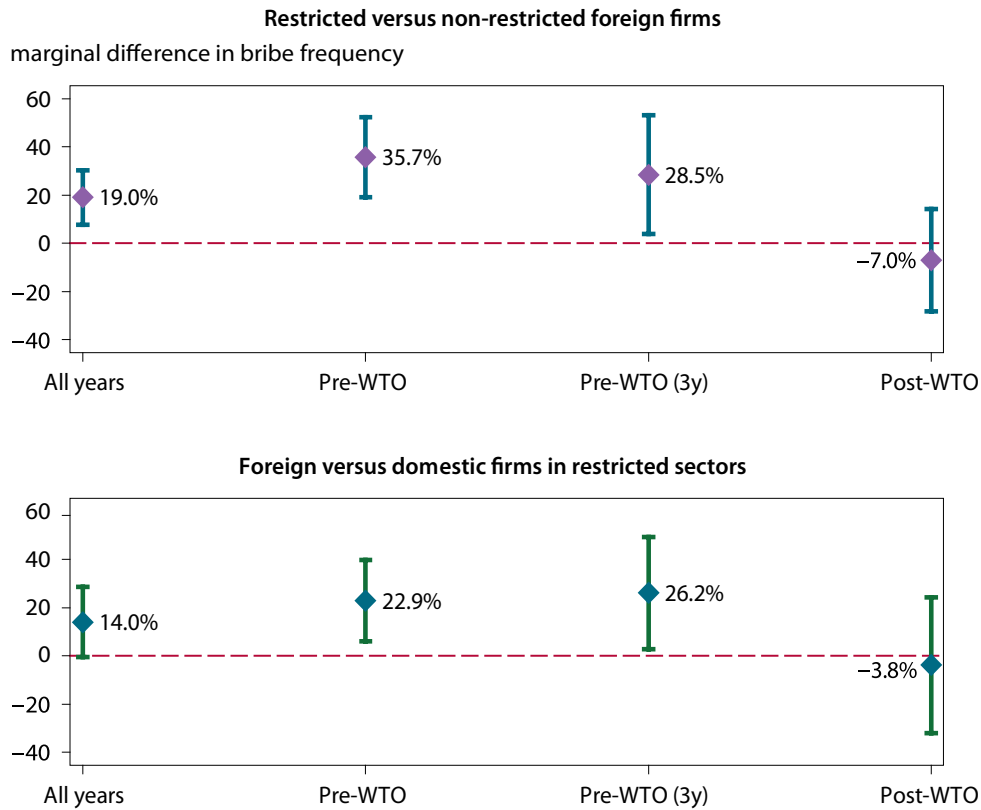 Restricted versus non-restricted foreign firms
marginal difference in bribe frequency
60
40
20
0
−20
−40
19.0%
35.7%
28.5%
−7.0%
All years
Pre-WTO
Pre-WTO (3y)
Post-WTO
Foreign versus domestic firms in restricted sectors
60
40
20
0
−20
−40
14.0%
22.9%
26.2%
−3.8%
All years
Pre-WTO
Pre-WTO (3y)
Post-WTO